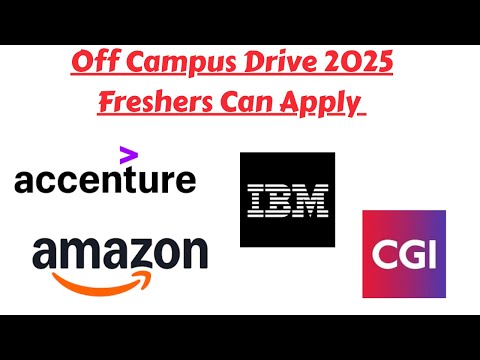 Off Campus Drive 2025
Freshers Can Apply
accenture
IBM
amazon
CGI